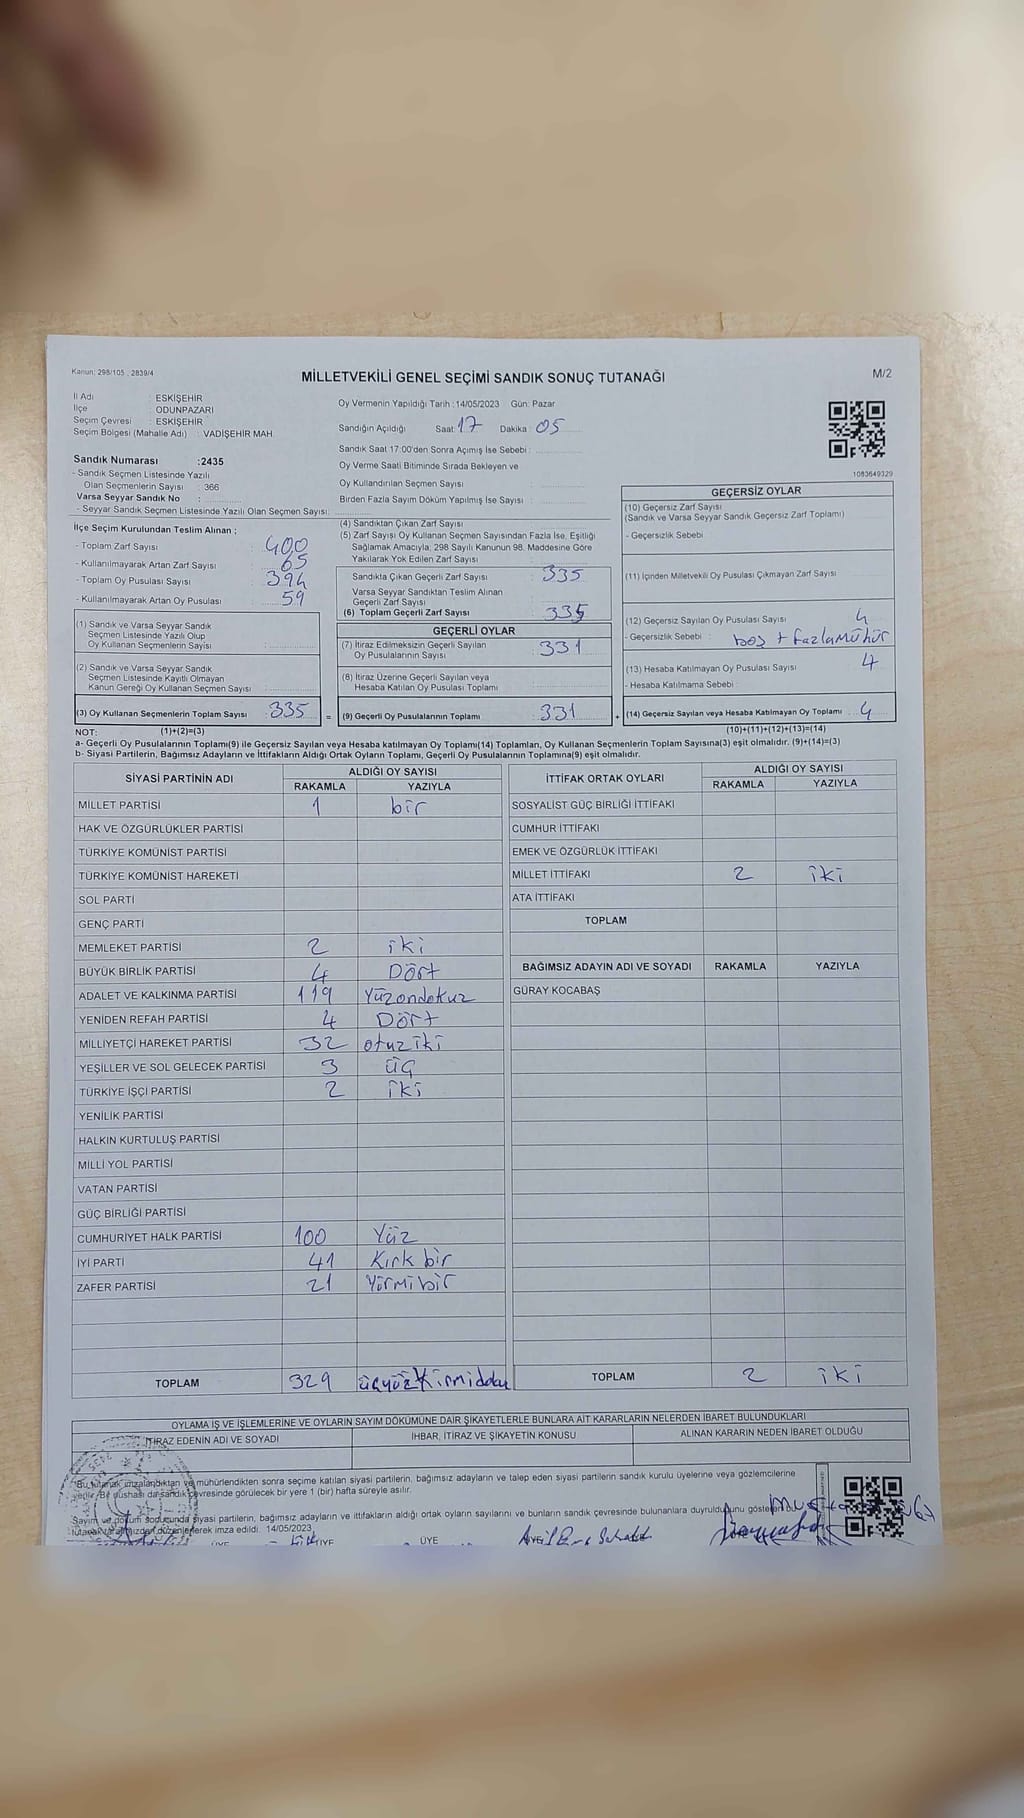 Kanun: 298/105 , 2839/4
MİLLETVEKİLİ GENEL SEÇİMİ SANDIK SONUÇ TUTANAĞI
M/2
İl Adı : ESKİŞEHİR
İlçe : ODUNPAZARI
Seçim Çevresi : ESKİŞEHİR
Seçim Bölgesi (Mahalle Adı) : VADİŞEHİR MAH.
Sandık Numarası :2435
- Sandık Seçmen Listesinde Yazılı
Olan Seçmenlerin Sayısı : 366
Varsa Seyyar Sandık No :
- Seyyar Sandık Seçmen Listesinde Yazılı Olan Seçmen Sayısı:
Oy Vermenin Yapıldığı Tarih : 14/05/2023 Gün: Pazar
Sandığın Açıldığı Saat: 17 Dakika : 05
Sandık Saat 17:00'den Sonra Açımış İse Sebebi :
Oy Verme Saati Bitiminde Sırada Bekleyen ve
Oy Kullandırılan Seçmen Sayısı :
Birden Fazla Sayım Döküm Yapılmış İse Sayısı :
1083649329
İlçe Seçim Kurulundan Teslim Alınan ;
- Toplam Zarf Sayısı : 400
- Kullanılmayarak Artan Zarf Sayısı : 65
- Toplam Oy Pusulası Sayısı : 394
- Kullanılmayarak Artan Oy Pusulası : 59
(1) Sandık ve Varsa Seyyar Sandık
Seçmen Listesinde Yazılı Olup
Oy Kullanan Seçmenlerin Sayısı :
(2) Sandık ve Varsa Seyyar Sandık
Seçmen Listesinde Kayıtlı Olmayan
Kanun Gereği Oy Kullanan Seçmen Sayısı :
(3) Oy Kullanan Seçmenlerin Toplam Sayısı : 335
(4) Sandıktan Çıkan Zarf Sayısı
(5) Zarf Sayısı Oy Kullanan Seçmen Sayısından Fazla İse, Eşitliği
Sağlamak Amacıyla, 298 Sayılı Kanunun 98. Maddesine Göre
Yakılarak Yok Edilen Zarf Sayısı :
Sandıkta Çıkan Geçerli Zarf Sayısı : 335
Varsa Seyyar Sandıktan Teslim Alınan
Geçerli Zarf Sayısı :
(6) Toplam Geçerli Zarf Sayısı : 335
GEÇERLİ OYLAR
(7) İtiraz Edilmeksizin Geçerli Sayılan
Oy Pusulalarının Sayısı : 331
(8) İtiraz Üzerine Geçerli Sayılan veya
Hesaba Katılan Oy Pusulası Toplamı :
= (9) Geçerli Oy Pusulalarının Toplamı : 331 +
GEÇERSİZ OYLAR
(10) Geçersiz Zarf Sayısı
(Sandık ve Varsa Seyyar Sandık Geçersiz Zarf Toplamı)
- Geçersizlik Sebebi
(11) İçinden Milletvekili Oy Pusulası Çıkmayan Zarf Sayısı :
(12) Geçersiz Sayılan Oy Pusulası Sayısı : 4
- Geçersizlik Sebebi : boş + fazla mühür
(13) Hesaba Katılmayan Oy Pusulası Sayısı : 4
- Hesaba Katılmama Sebebi :
(14) Geçersiz Sayılan veya Hesaba Katılmayan Oy Toplamı : 4
NOT: (1)+(2)=(3) (10)+(11)+(12)+(13)=(14)
a- Geçerli Oy Pusulalarının Toplamı(9) ile Geçersiz Sayılan veya Hesaba katılmayan Oy Toplamı(14) Toplamları, Oy Kullanan Seçmenlerin Toplam Sayısına(3) eşit olmalıdır. (9)+(14)=(3)
b- Siyasi Partilerin, Bağımsız Adayların ve İttifakların Aldığı Ortak Oyların Toplamı, Geçerli Oy Pusulalarının Toplamına(9) eşit olmalıdır.
SİYASİ PARTİNİN ADI ALDIĞI OY SAYISI
RAKAMLA YAZIYLA
MİLLET PARTİSİ 1 bir
HAK VE ÖZGÜRLÜKLER PARTİSİ
TÜRKİYE KOMÜNİST PARTİSİ
TÜRKİYE KOMÜNİST HAREKETİ
SOL PARTİ
GENÇ PARTİ
MEMLEKET PARTİSİ 2 iki
BÜYÜK BİRLİK PARTİSİ 4 Dört
ADALET VE KALKINMA PARTİSİ 119 Yüzondokuz
YENİDEN REFAH PARTİSİ 4 Dört
MİLLİYETÇİ HAREKET PARTİSİ 32 otuz iki
YEŞİLLER VE SOL GELECEK PARTİSİ 3 üç
TÜRKİYE İŞÇİ PARTİSİ 2 iki
YENİLİK PARTİSİ
HALKIN KURTULUŞ PARTİSİ
MİLLİ YOL PARTİSİ
VATAN PARTİSİ
GÜÇ BİRLİĞİ PARTİSİ
CUMHURİYET HALK PARTİSİ 100 Yüz
İYİ PARTİ 41 Kırk bir
ZAFER PARTİSİ 21 Yirmi bir
TOPLAM 329
İTTİFAK ORTAK OYLARI ALDIĞI OY SAYISI
RAKAMLA YAZIYLA
SOSYALİST GÜÇ BİRLİĞİ İTTİFAKI
CUMHUR İTTİFAKI
EMEK VE ÖZGÜRLÜK İTTİFAKI
MİLLET İTTİFAKI 2 iki
ATA İTTİFAKI
TOPLAM
BAĞIMSIZ ADAYIN ADI VE SOYADI RAKAMLA YAZIYLA
GÜRAY KOCABAŞ
TOPLAM 2 iki
OYLAMA İŞ VE İŞLEMLERİNE VE OYLARIN SAYIM DÖKÜMÜNE DAİR ŞİKAYETLERLE BUNLARA AİT KARARLARIN NELERDEN İBARET BULUNDUKLARI
İTİRAZ EDENİN ADI VE SOYADI İHBAR, İTİRAZ VE ŞİKAYETİN KONUSU ALINAN KARARIN NEDEN İBARET OLDUĞU
Bu tutanak imzalandıktan ve mühürlendikten sonra seçime katılan siyasi partilerin, bağımsız adayların ve talep eden siyasi partilerin sandık kurulu üyelerine veya gözlemcilerine
verilir. Bir nüshası da sandık çevresinde görülecek bir yere 1 (bir) hafta süreyle asılır.
Sayım ve döküm sonucunda siyasi partilerin, bağımsız adayların ve ittifakların aldığı ortak oyların sayılarını ve bunların sandık çevresinde bulunanlara duyrulduğunu gösteren bu
tutanak tarafımızdan düzenlenerek imza edildi. 14/05/2023
ÜYE ÜYE ÜYE